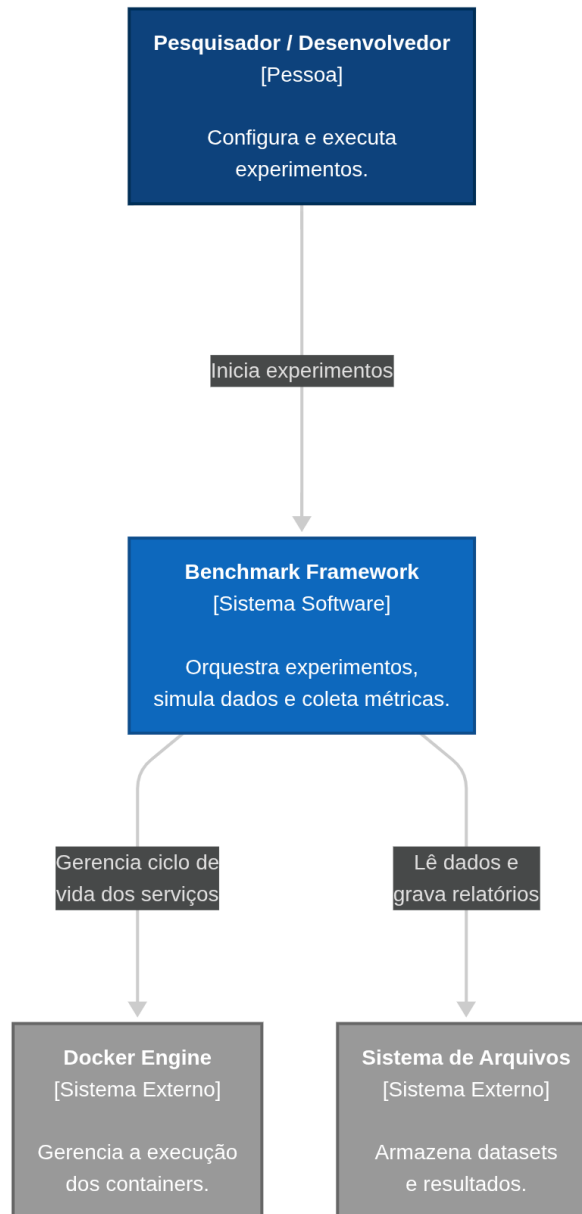 Pesquisador / Desenvolvedor
[Pessoa]
Configura e executa
experimentos.
Inicia experimentos
Benchmark Framework
[Sistema Software]
Orquestra experimentos,
simula dados e coleta métricas.
Gerencia ciclo de
vida dos serviços
Lê dados e
grava relatórios
Docker Engine
[Sistema Externo]
Gerencia a execução
dos containers.
Sistema de Arquivos
[Sistema Externo]
Armazena datasets
e resultados.